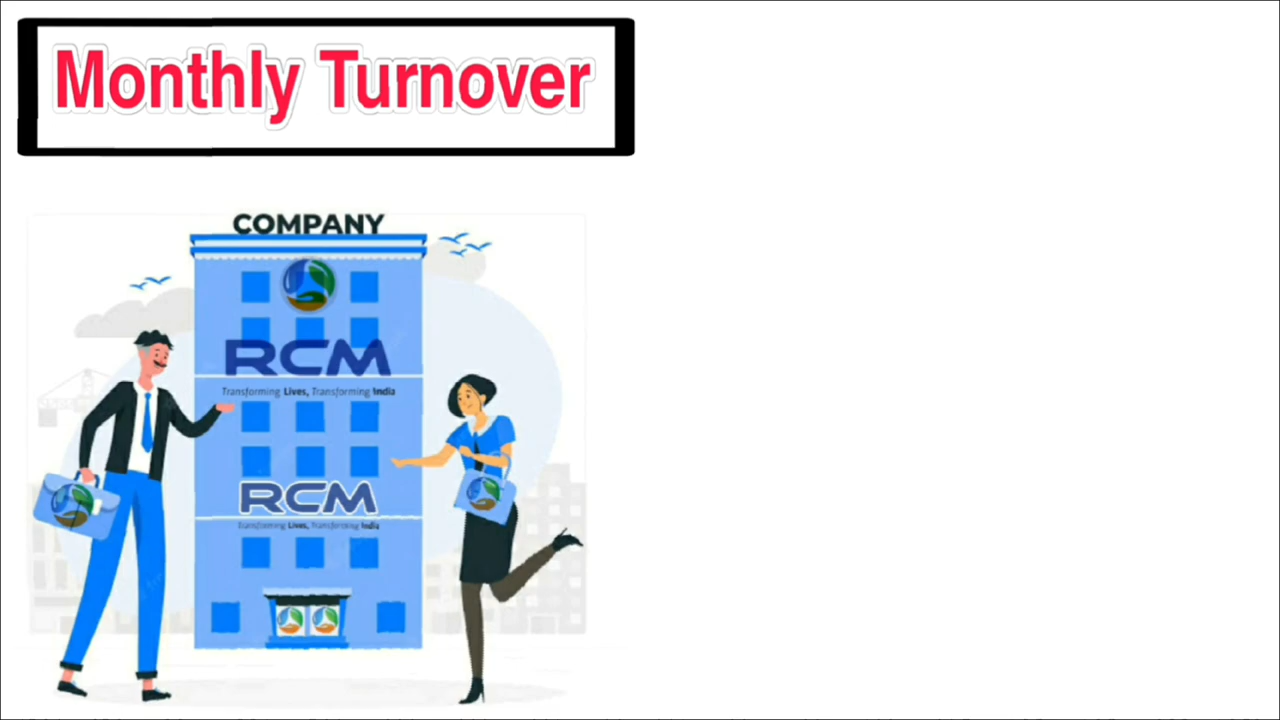 Monthly Turnover
COMPANY
RCM
Transforming Lives, Transforming India
RCM
Transforming Lives, Transforming India